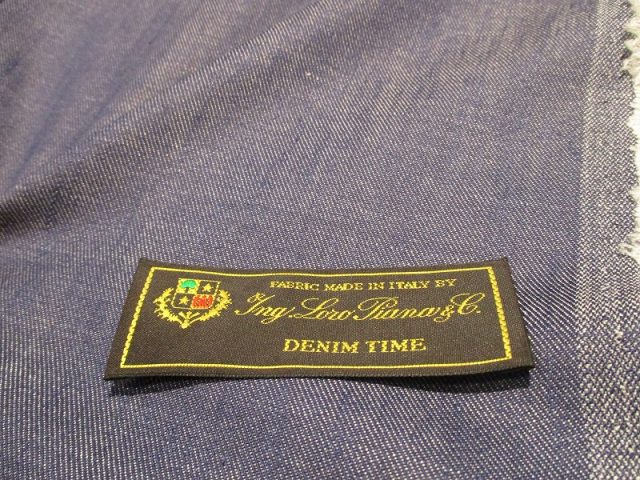 FABRIC MADE IN ITALY BY
Ing. Loro Piana & C.
DENIM TIME